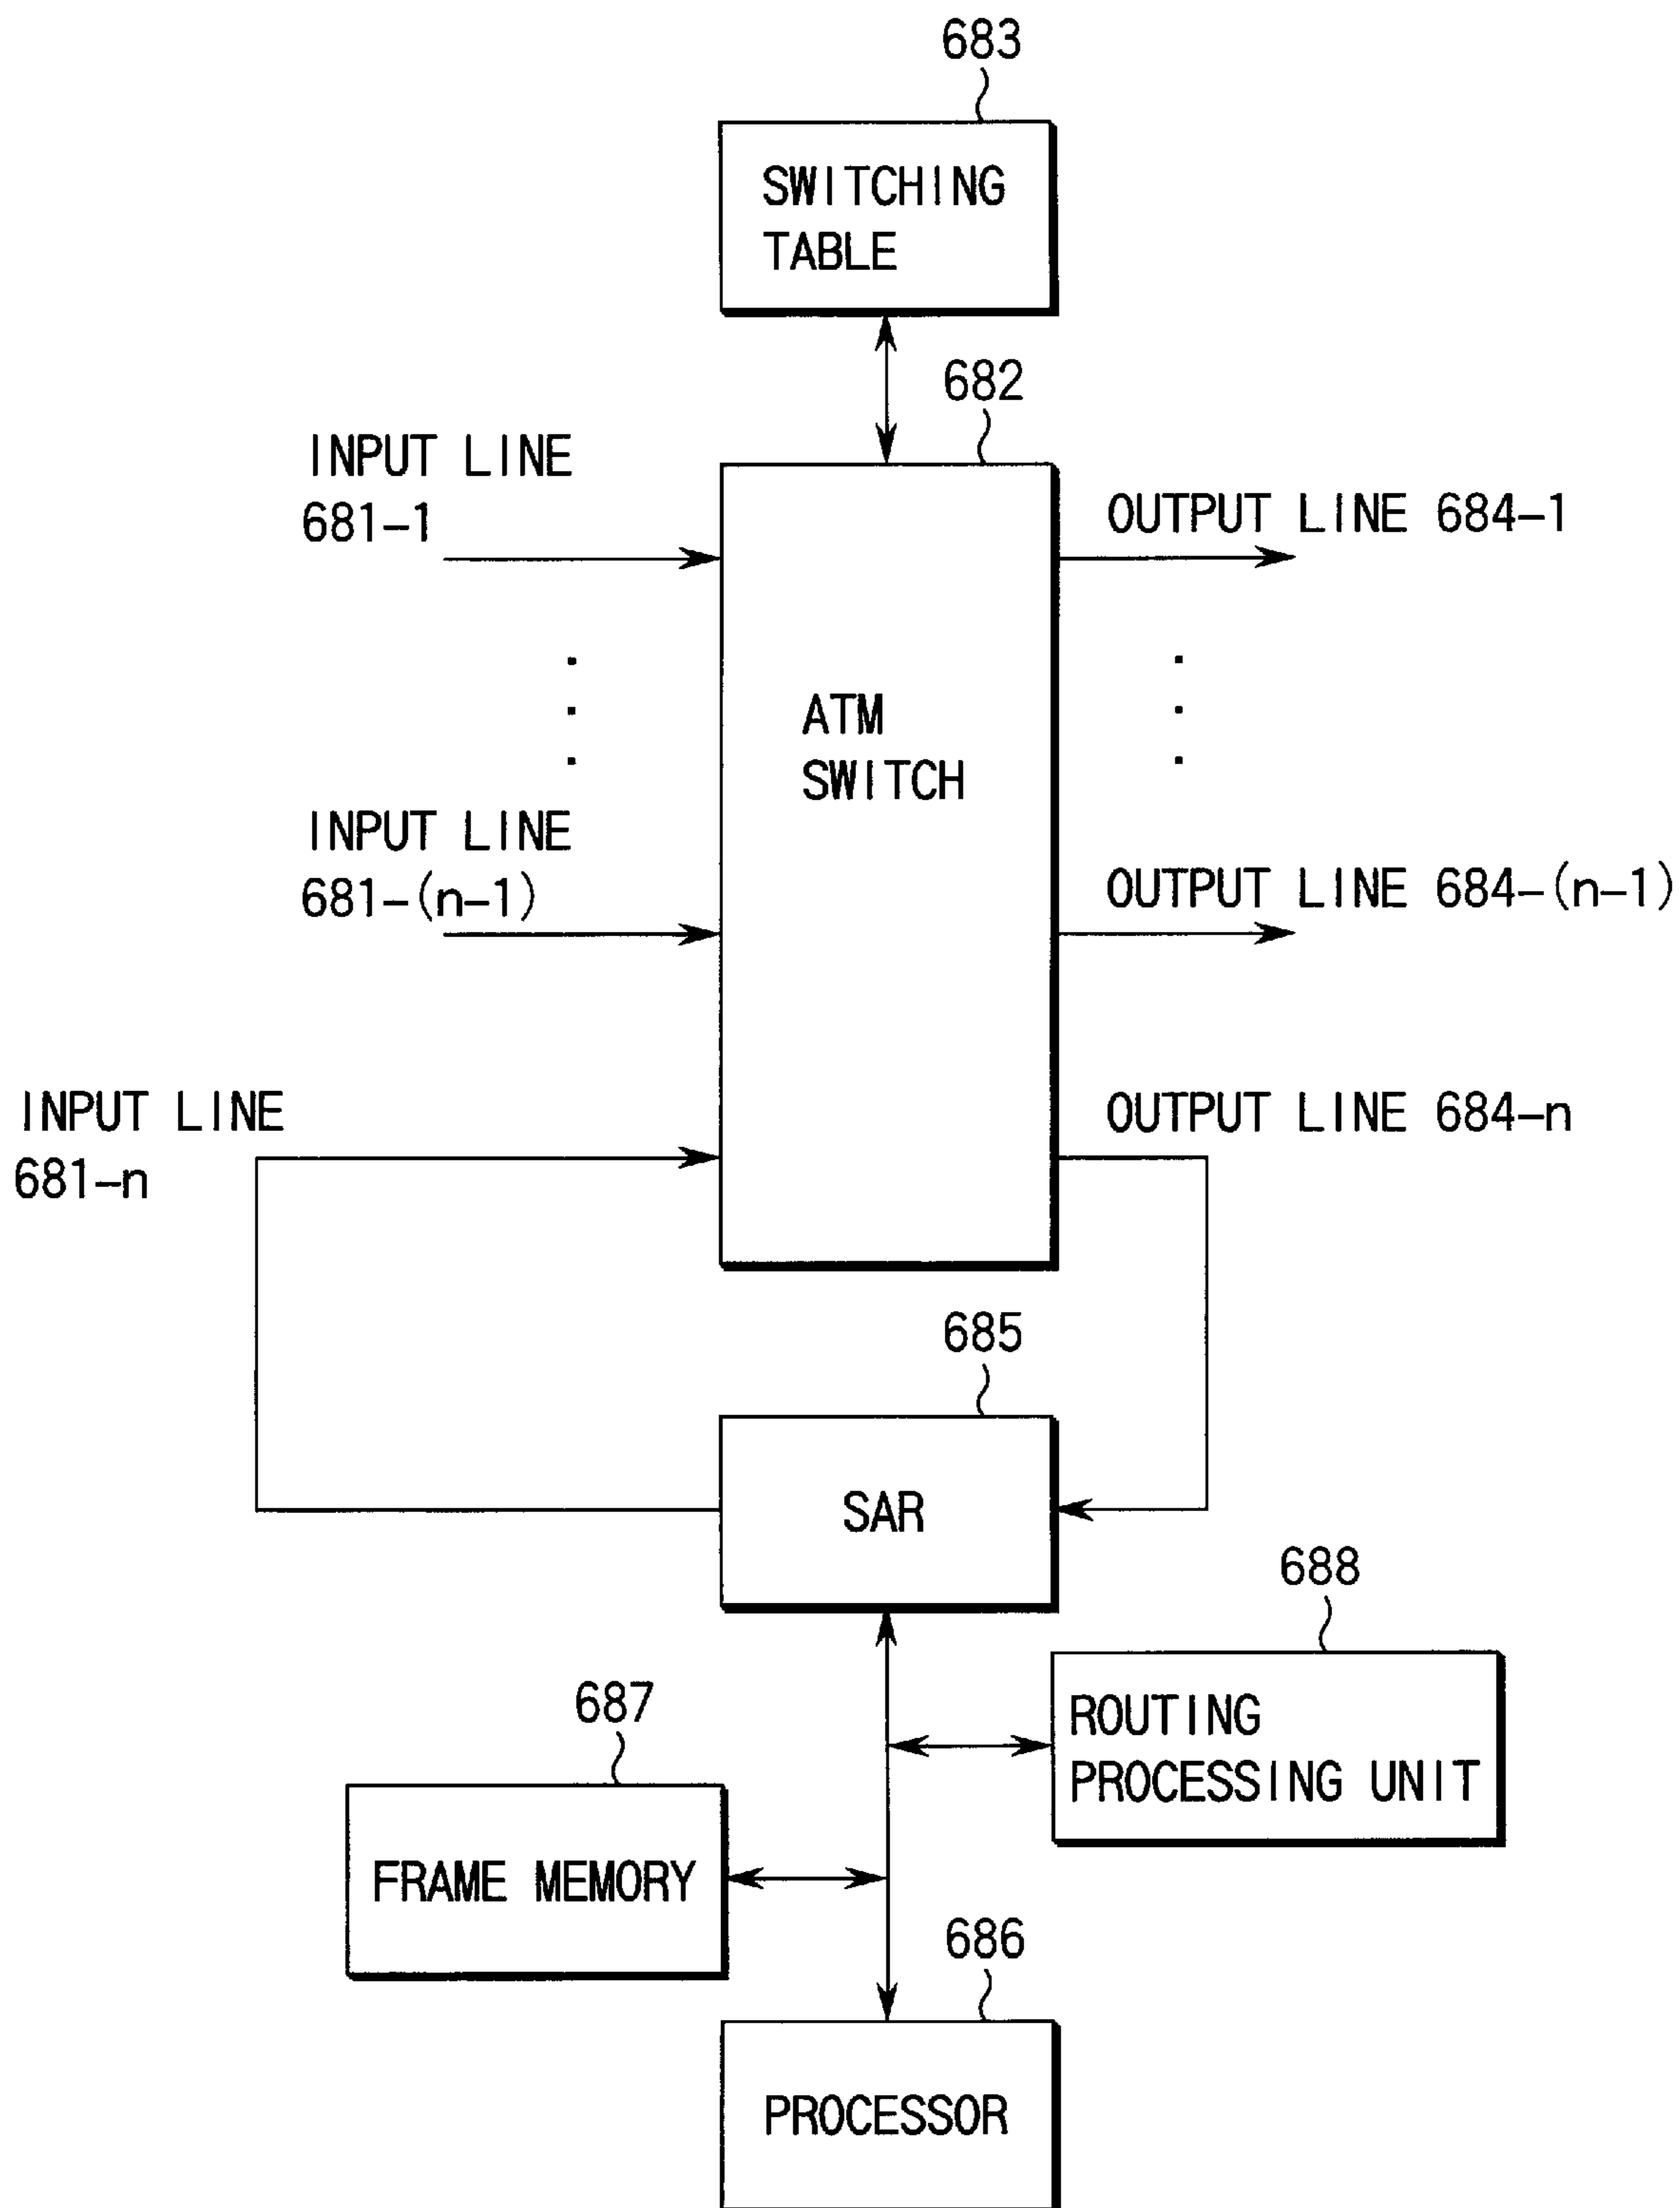 683
SWITCHING
TABLE
682
INPUT LINE
681-1
OUTPUT LINE 684-1
ATM
SWITCH
INPUT LINE
681-(n-1)
OUTPUT LINE 684-(n-1)
INPUT LINE
681-n
OUTPUT LINE 684-n
685
SAR
688
ROUTING
PROCESSING UNIT
687
FRAME MEMORY
686
PROCESSOR